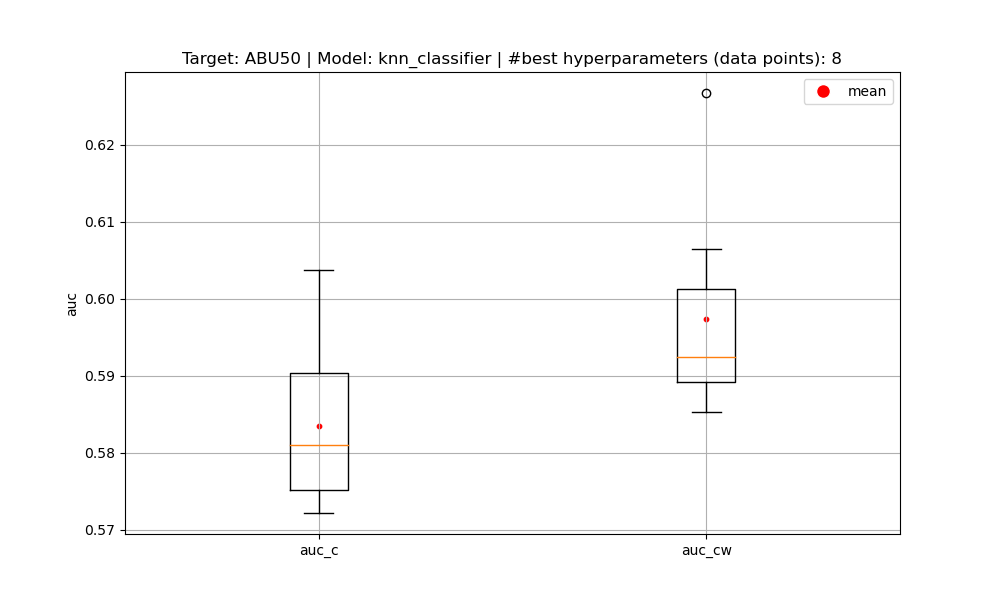 Target: ABU50 | Model: knn_classifier | #best hyperparameters (data points): 8
mean
0.62
0.61
0.60
0.59
0.58
0.57
auc
auc_c
auc_cw